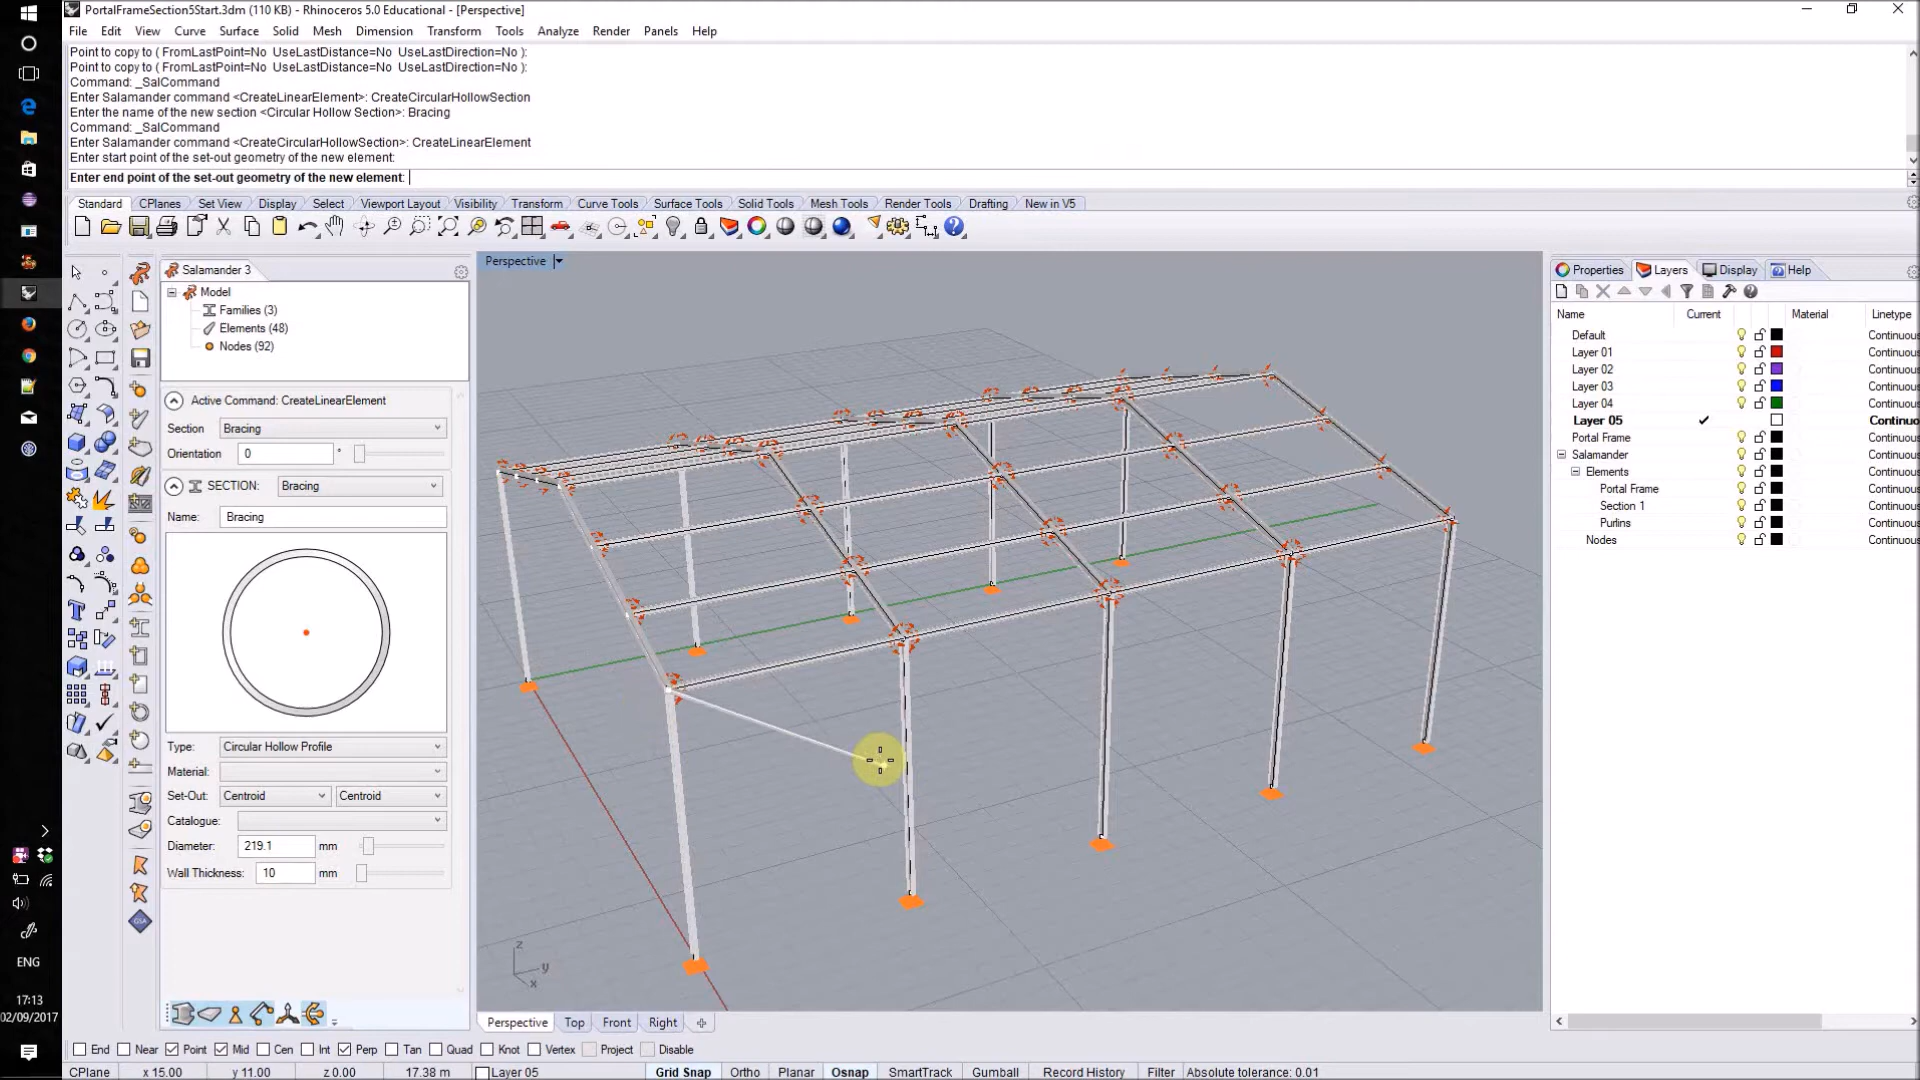 PortalFrameSection5Start.3dm (110 KB) - Rhinoceros 5.0 Educational - [Perspective]
File Edit View Curve Surface Solid Mesh Dimension Transform Tools Analyze Render Panels Help
Point to copy to ( FromLastPoint=No UseLastDistance=No UseLastDirection=No ):
Point to copy to ( FromLastPoint=No UseLastDistance=No UseLastDirection=No ):
Command: _SalCommand
Enter Salamander command <CreateLinearElement>: CreateCircularHollowSection
Enter the name of the new section <Circular Hollow Section>: Bracing
Command: _SalCommand
Enter Salamander command <CreateCircularHollowSection>: CreateLinearElement
Enter start point of the set-out geometry of the new element:
Enter end point of the set-out geometry of the new element:
Standard CPlanes Set View Display Select Viewport Layout Visibility Transform Curve Tools Surface Tools Solid Tools Mesh Tools Render Tools Drafting New in V5
Salamander 3
Model
Families (3)
Elements (48)
Nodes (92)
Active Command: CreateLinearElement
Section Bracing
Orientation 0 °
SECTION: Bracing
Name: Bracing
Type: Circular Hollow Profile
Material:
Set-Out: Centroid Centroid
Catalogue:
Diameter: 219.1 mm
Wall Thickness: 10 mm
GSA
Perspective
z
y
x
Perspective Top Front Right
Properties Layers Display Help
Name Current Material Linetype
Default Continuous
Layer 01 Continuous
Layer 02 Continuous
Layer 03 Continuous
Layer 04 Continuous
Layer 05 Continuo
Portal Frame Continuous
Salamander Continuous
Elements Continuous
Portal Frame Continuous
Section 1 Continuous
Purlins Continuous
Nodes Continuous
ENG
17:13
02/09/2017
End Near Point Mid Cen Int Perp Tan Quad Knot Vertex Project Disable
CPlane x 15.00 y 11.00 z 0.00 17.38 m Layer 05 Grid Snap Ortho Planar Osnap SmartTrack Gumball Record History Filter Absolute tolerance: 0.01